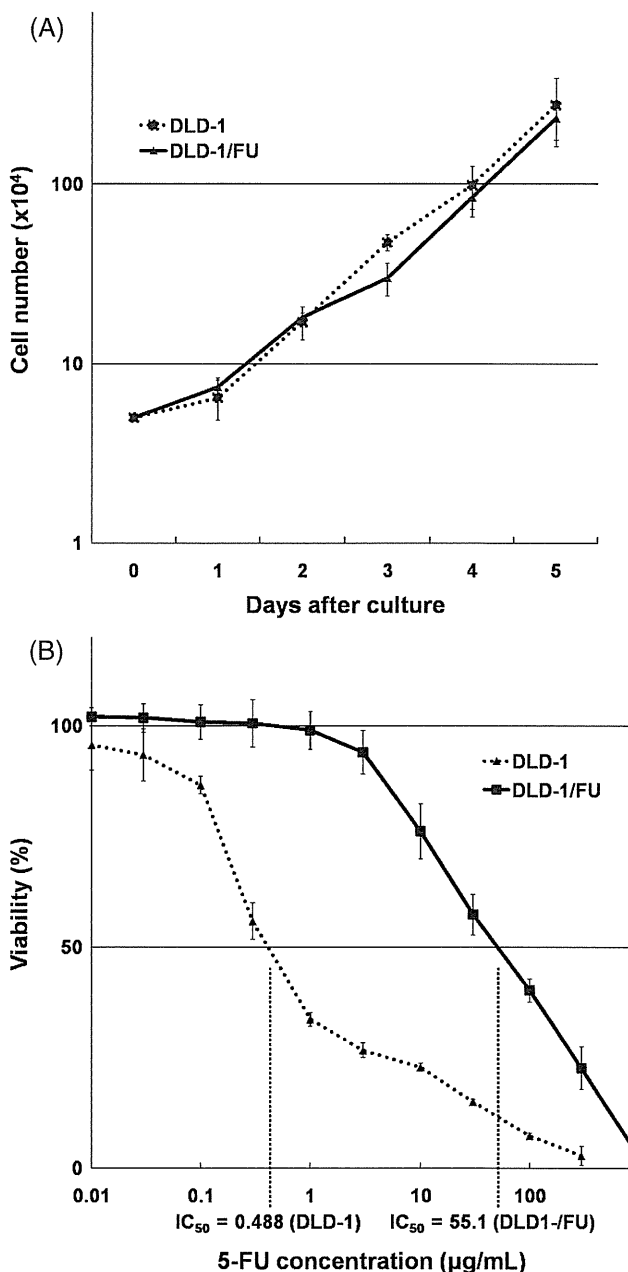 (A)
DLD-1
DLD-1/FU
Cell number (x10⁴)
100
10
1
0 1 2 3 4 5
Days after culture
(B)
DLD-1
DLD-1/FU
Viability (%)
100
50
0
0.01 0.1 1 10 100
IC₅₀ = 0.488 (DLD-1) IC₅₀ = 55.1 (DLD1-/FU)
5-FU concentration (µg/mL)